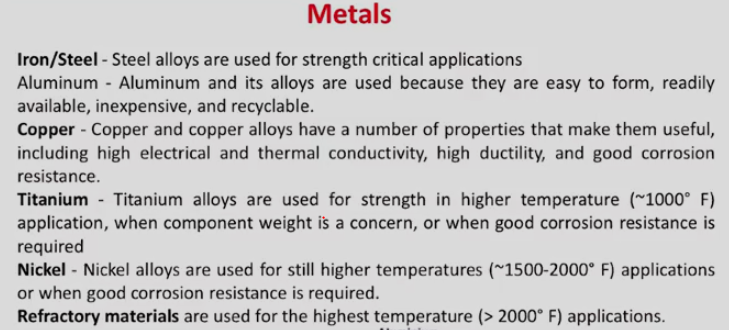 Metals
Iron/Steel - Steel alloys are used for strength critical applications
Aluminum - Aluminum and its alloys are used because they are easy to form, readily
available, inexpensive, and recyclable.
Copper - Copper and copper alloys have a number of properties that make them useful,
including high electrical and thermal conductivity, high ductility, and good corrosion
resistance.
Titanium - Titanium alloys are used for strength in higher temperature (~1000° F)
application, when component weight is a concern, or when good corrosion resistance is
required
Nickel - Nickel alloys are used for still higher temperatures (~1500-2000° F) applications
or when good corrosion resistance is required.
Refractory materials are used for the highest temperature (> 2000° F) applications.